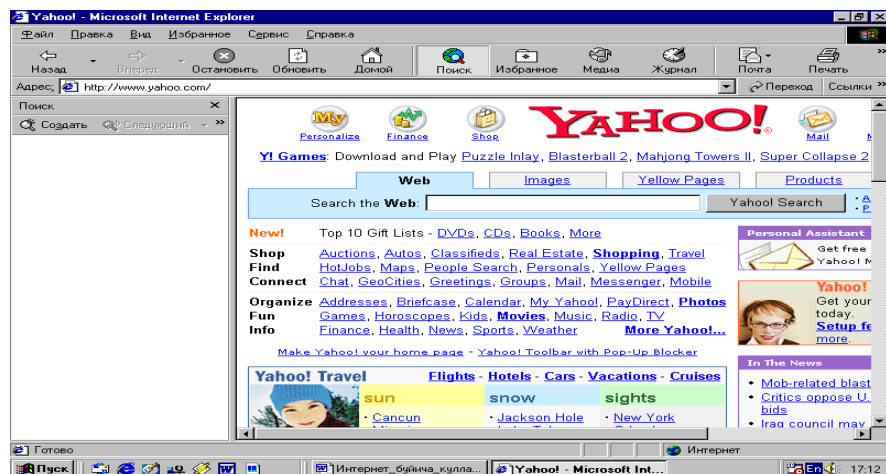 Yahoo! - Microsoft Internet Explorer
Файл Правка Вид Избранное Сервис Справка
Назад Вперед Остановить Обновить Домой Поиск Избранное Медиа Журнал Почта Печать
Адрес: http://www.yahoo.com/ Переход Ссылки
Поиск
Создать Следующий
My YAHOO!
Personalize Finance Shop Mail
Y! Games: Download and Play Puzzle Inlay, Blasterball 2, Mahjong Towers II, Super Collapse 2
Web Images Yellow Pages Products
Search the Web: Yahoo! Search
New! Top 10 Gift Lists - DVDs, CDs, Books, More
Shop Auctions, Autos, Classifieds, Real Estate, Shopping, Travel
Find HotJobs, Maps, People Search, Personals, Yellow Pages
Connect Chat, GeoCities, Greetings, Groups, Mail, Messenger, Mobile
Organize Addresses, Briefcase, Calendar, My Yahoo!, PayDirect, Photos
Fun Games, Horoscopes, Kids, Movies, Music, Radio, TV
Info Finance, Health, News, Sports, Weather More Yahoo!...
Make Yahoo! your home page - Yahoo! Toolbar with Pop-Up Blocker
Yahoo! Travel Flights - Hotels - Cars - Vacations - Cruises
sun snow sights
· Cancun · Jackson Hole · New York
Personal Assistant
Get free
Yahoo! M
Yahoo!
Get your
today.
Setup fe
more.
In The News
• Mob-related blast
• Critics oppose U.
bids
• Iraq council may
Готово Интернет
Пуск Интернет_буйича_кулла... Yahoo! - Microsoft Int... En 17:12